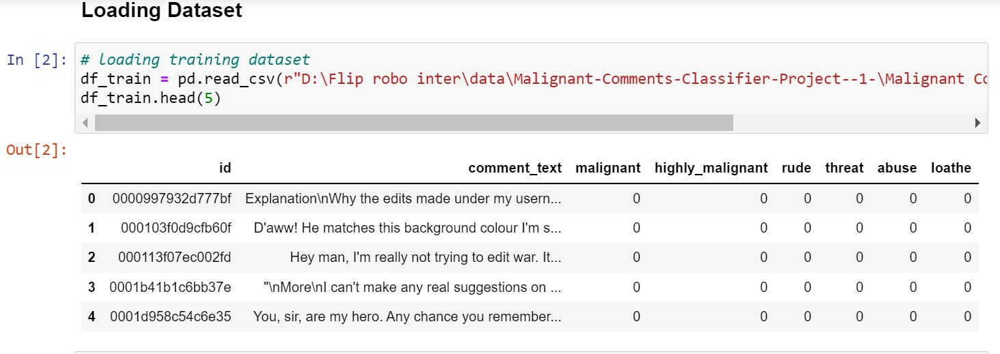 Loading Dataset
In [2]:
# loading training dataset
df_train = pd.read_csv(r"D:\Flip robo inter\data\Malignant-Comments-Classifier-Project--1-\Malignant Co
df_train.head(5)
Out[2]:
id comment_text malignant highly_malignant rude threat abuse loathe
0 0000997932d777bf Explanation\nWhy the edits made under my usern... 0 0 0 0 0 0
1 000103f0d9cfb60f D'aww! He matches this background colour I'm s... 0 0 0 0 0 0
2 000113f07ec002fd Hey man, I'm really not trying to edit war. It... 0 0 0 0 0 0
3 0001b41b1c6bb37e "\nMore\nI can't make any real suggestions on ... 0 0 0 0 0 0
4 0001d958c54c6e35 You, sir, are my hero. Any chance you remember... 0 0 0 0 0 0